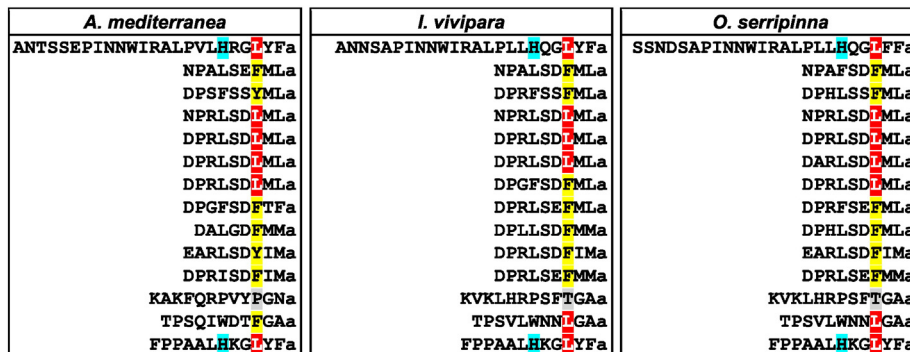 A. mediterranea
ANTSSEPINNWIRALPVLHRGLYFa
NPALSEFMLa
DPSFSSYMLa
NPRLSDLMLa
DPRLSDLMLa
DPRLSDLMLa
DPRLSDLMLa
DPGFSDFTFa
DALGDFMMa
EARLSDYIMa
DPRISDFIMa
KAKFQRPVYPGNa
TPSQIWDTFGAa
FPPAALHKGLYFa
I. vivipara
ANNSAPINNWIRALPLLHQGLYFa
NPALSDFMLa
DPRFSSFMLa
NPRLSDLMLa
DPRLSDLMLa
DPRLSDLMLa
DPGFSDFMLa
DPRLSEFMLa
DPLLSDFMMa
DPRLSDFIMa
DPRLSEFMMa
KVKLHRPSFTGAa
TPSVLWNNLGAa
FPPAALHKGLYFa
O. serripinna
SSNDSAPINNWIRALPLLHQGLFFa
NPAFSDFMLa
DPHLSSFMLa
NPRLSDLMLa
DPRLSDLMLa
DARLSDLMLa
DPRLSDLMLa
DPRFSEFMLa
DPHLSDFMLa
EARLSDFIMa
DPRLSEFMMa
KVKLHRPSFTGAa
TPSVLWNNLGAa
FPPAALHKGLYFa